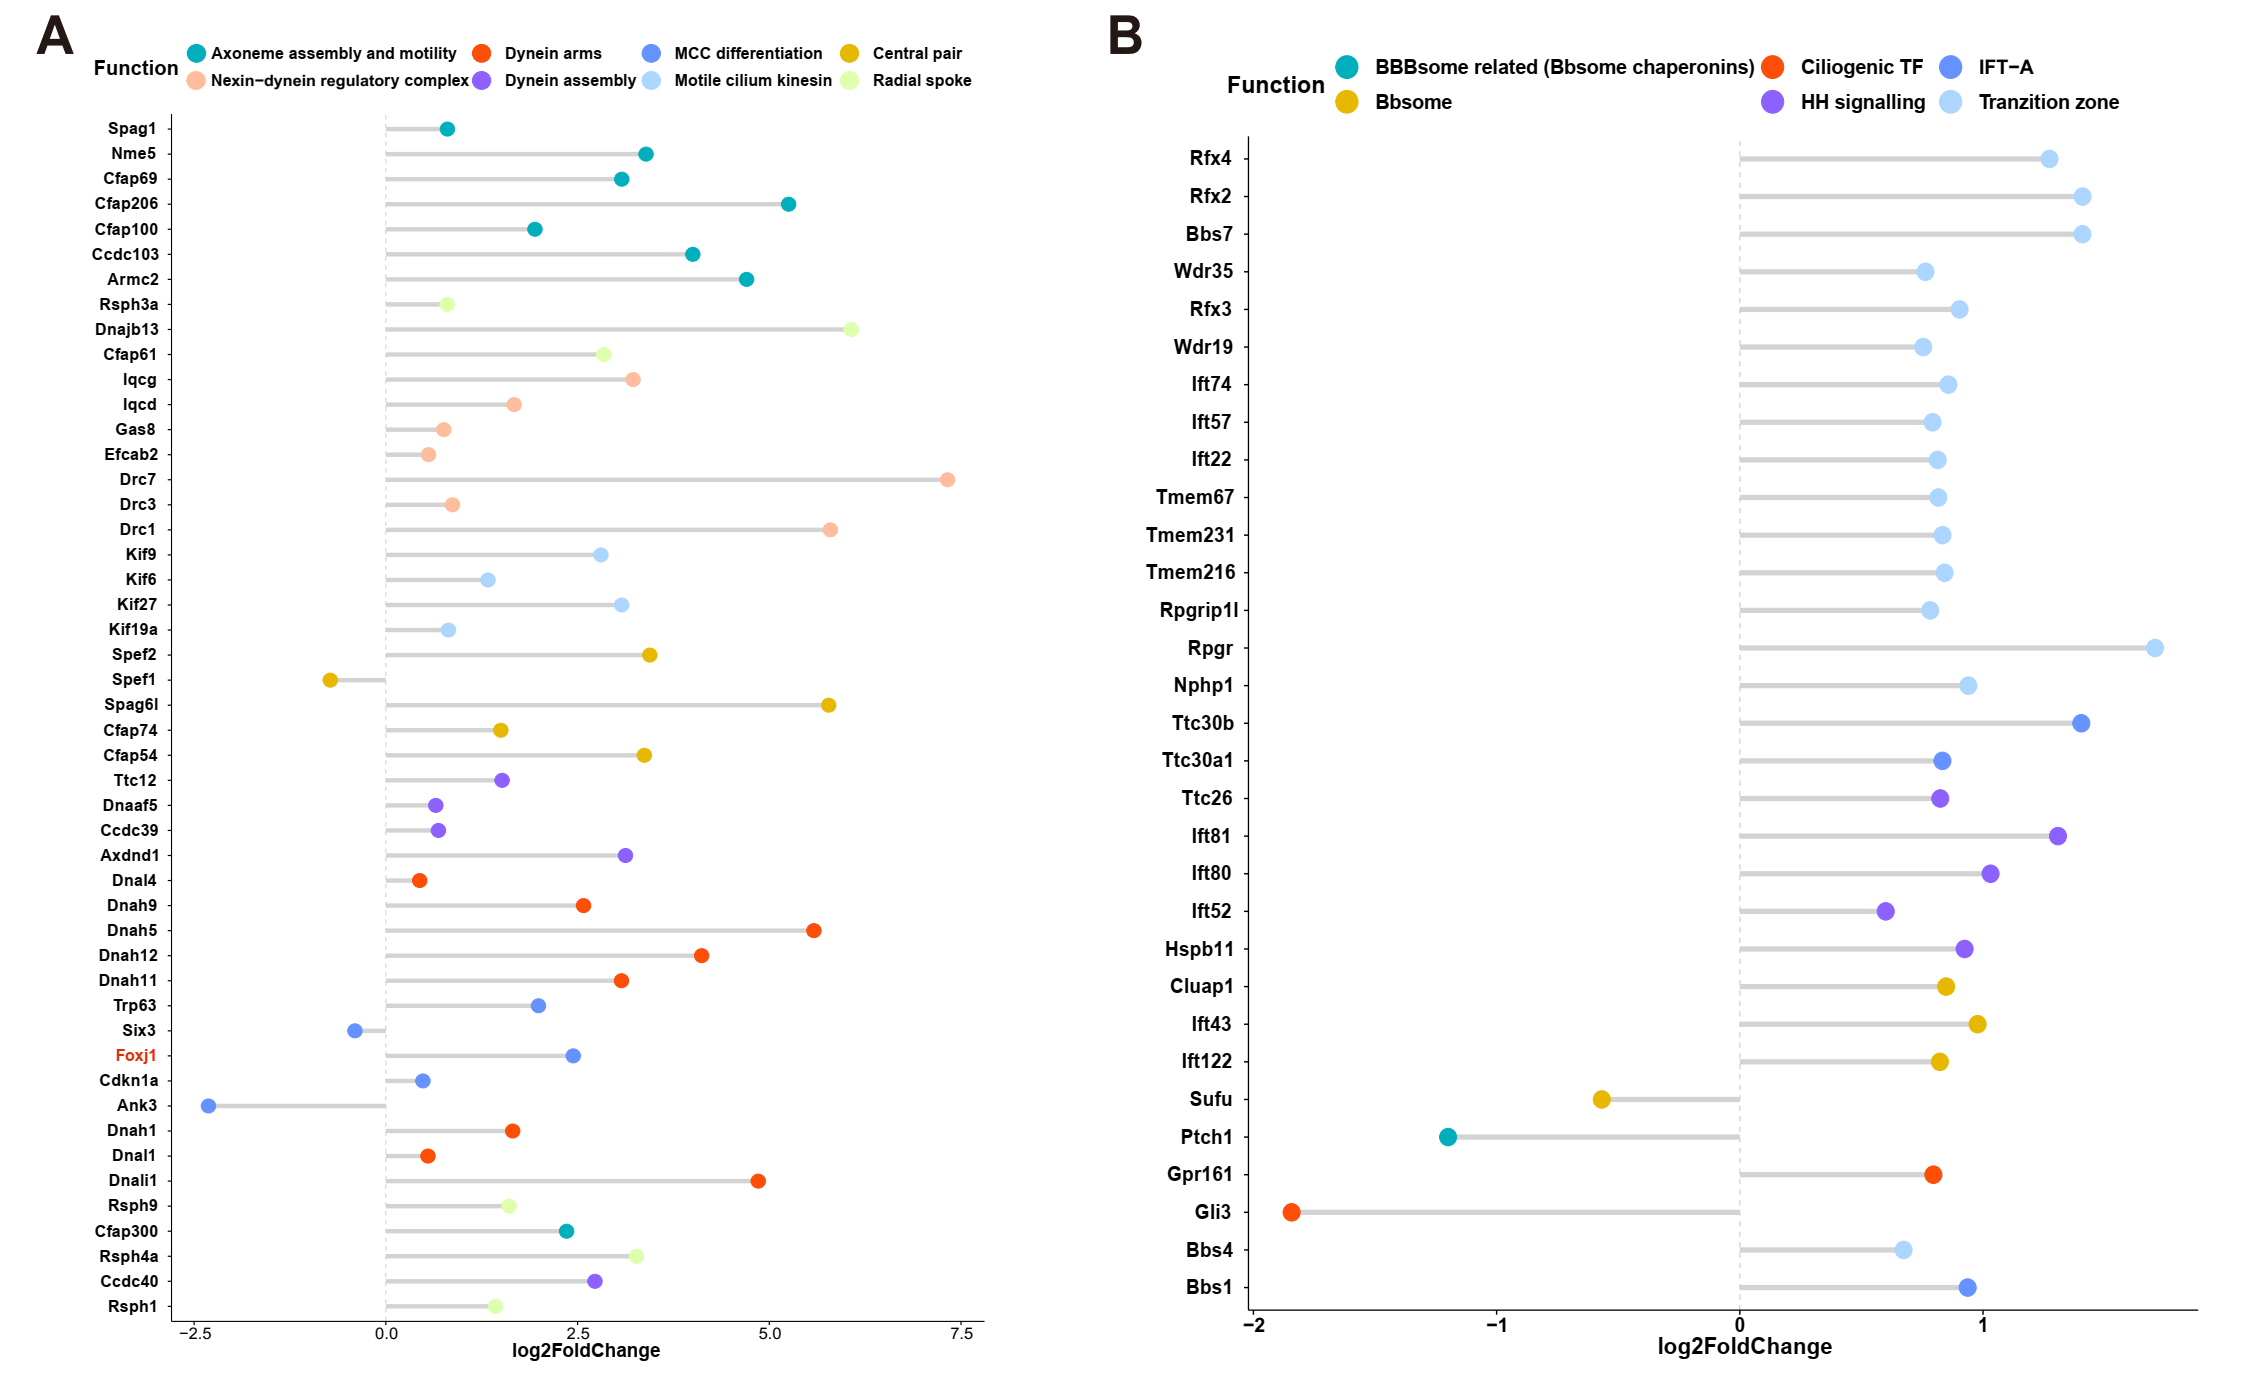 A
Function
Axoneme assembly and motility
Dynein arms
MCC differentiation
Central pair
Nexin−dynein regulatory complex
Dynein assembly
Motile cilium kinesin
Radial spoke
Spag1
Nme5
Cfap69
Cfap206
Cfap100
Ccdc103
Armc2
Rsph3a
Dnajb13
Cfap61
Iqcg
Iqcd
Gas8
Efcab2
Drc7
Drc3
Drc1
Kif9
Kif6
Kif27
Kif19a
Spef2
Spef1
Spag6l
Cfap74
Cfap54
Ttc12
Dnaaf5
Ccdc39
Axdnd1
Dnal4
Dnah9
Dnah5
Dnah12
Dnah11
Trp63
Six3
Foxj1
Cdkn1a
Ank3
Dnah1
Dnal1
Dnali1
Rsph9
Cfap300
Rsph4a
Ccdc40
Rsph1
−2.5 0.0 2.5 5.0 7.5
log2FoldChange
B
Function
BBBsome related (Bbsome chaperonins)
Ciliogenic TF
IFT−A
Bbsome
HH signalling
Tranzition zone
Rfx4
Rfx2
Bbs7
Wdr35
Rfx3
Wdr19
Ift74
Ift57
Ift22
Tmem67
Tmem231
Tmem216
Rpgrip1l
Rpgr
Nphp1
Ttc30b
Ttc30a1
Ttc26
Ift81
Ift80
Ift52
Hspb11
Cluap1
Ift43
Ift122
Sufu
Ptch1
Gpr161
Gli3
Bbs4
Bbs1
−2 −1 0 1
log2FoldChange